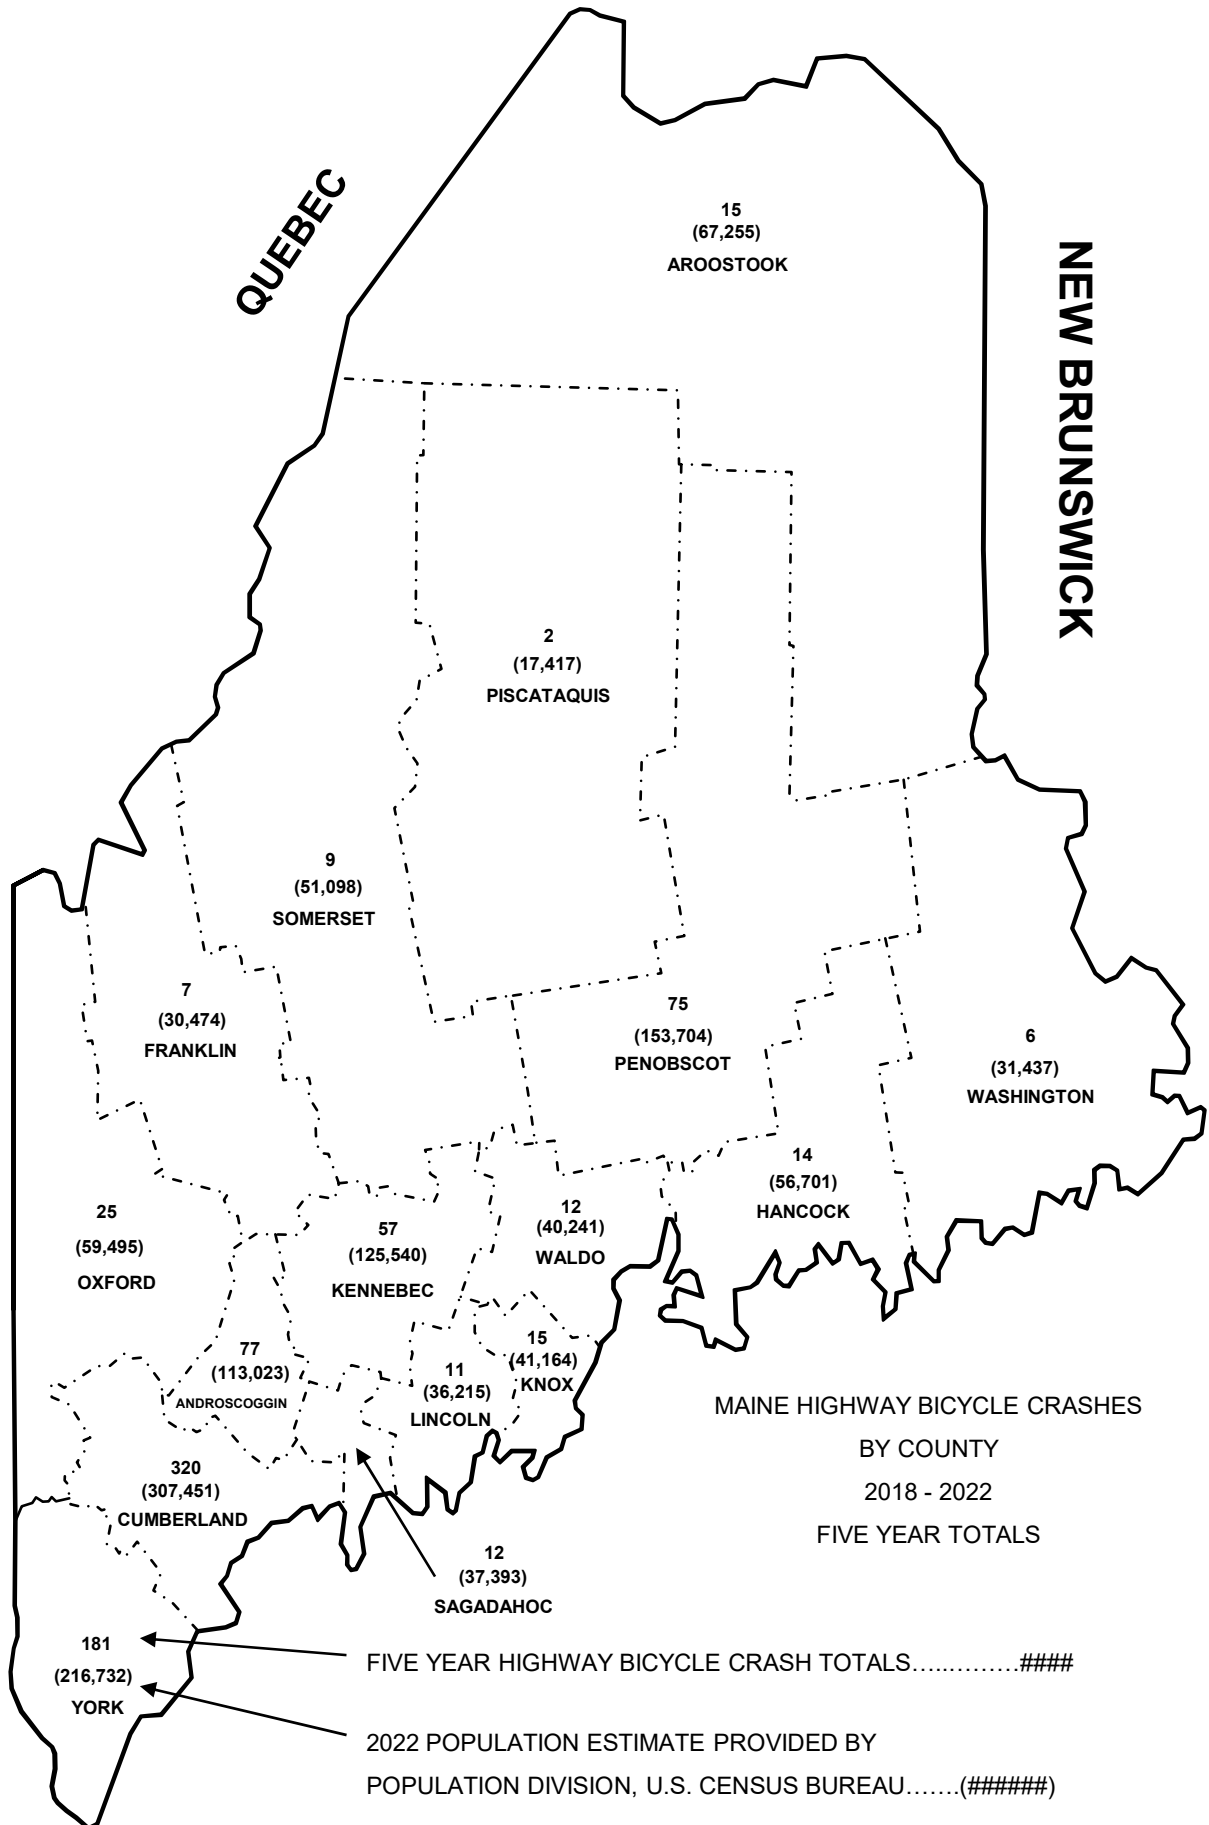 QUEBEC
15
(67,255)
AROOSTOOK
NEW BRUNSWICK
2
(17,417)
PISCATAQUIS
9
(51,098)
SOMERSET
7
(30,474)
FRANKLIN
75
(153,704)
PENOBSCOT
6
(31,437)
WASHINGTON
14
(56,701)
HANCOCK
12
(40,241)
WALDO
25
(59,495)
OXFORD
57
(125,540)
KENNEBEC
15
(41,164)
KNOX
77
(113,023)
ANDROSCOGGIN
11
(36,215)
LINCOLN
MAINE HIGHWAY BICYCLE CRASHES
BY COUNTY
2018 - 2022
FIVE YEAR TOTALS
320
(307,451)
CUMBERLAND
12
(37,393)
SAGADAHOC
181
(216,732)
YORK
FIVE YEAR HIGHWAY BICYCLE CRASH TOTALS…..………####
2022 POPULATION ESTIMATE PROVIDED BY
POPULATION DIVISION, U.S. CENSUS BUREAU…….(######)